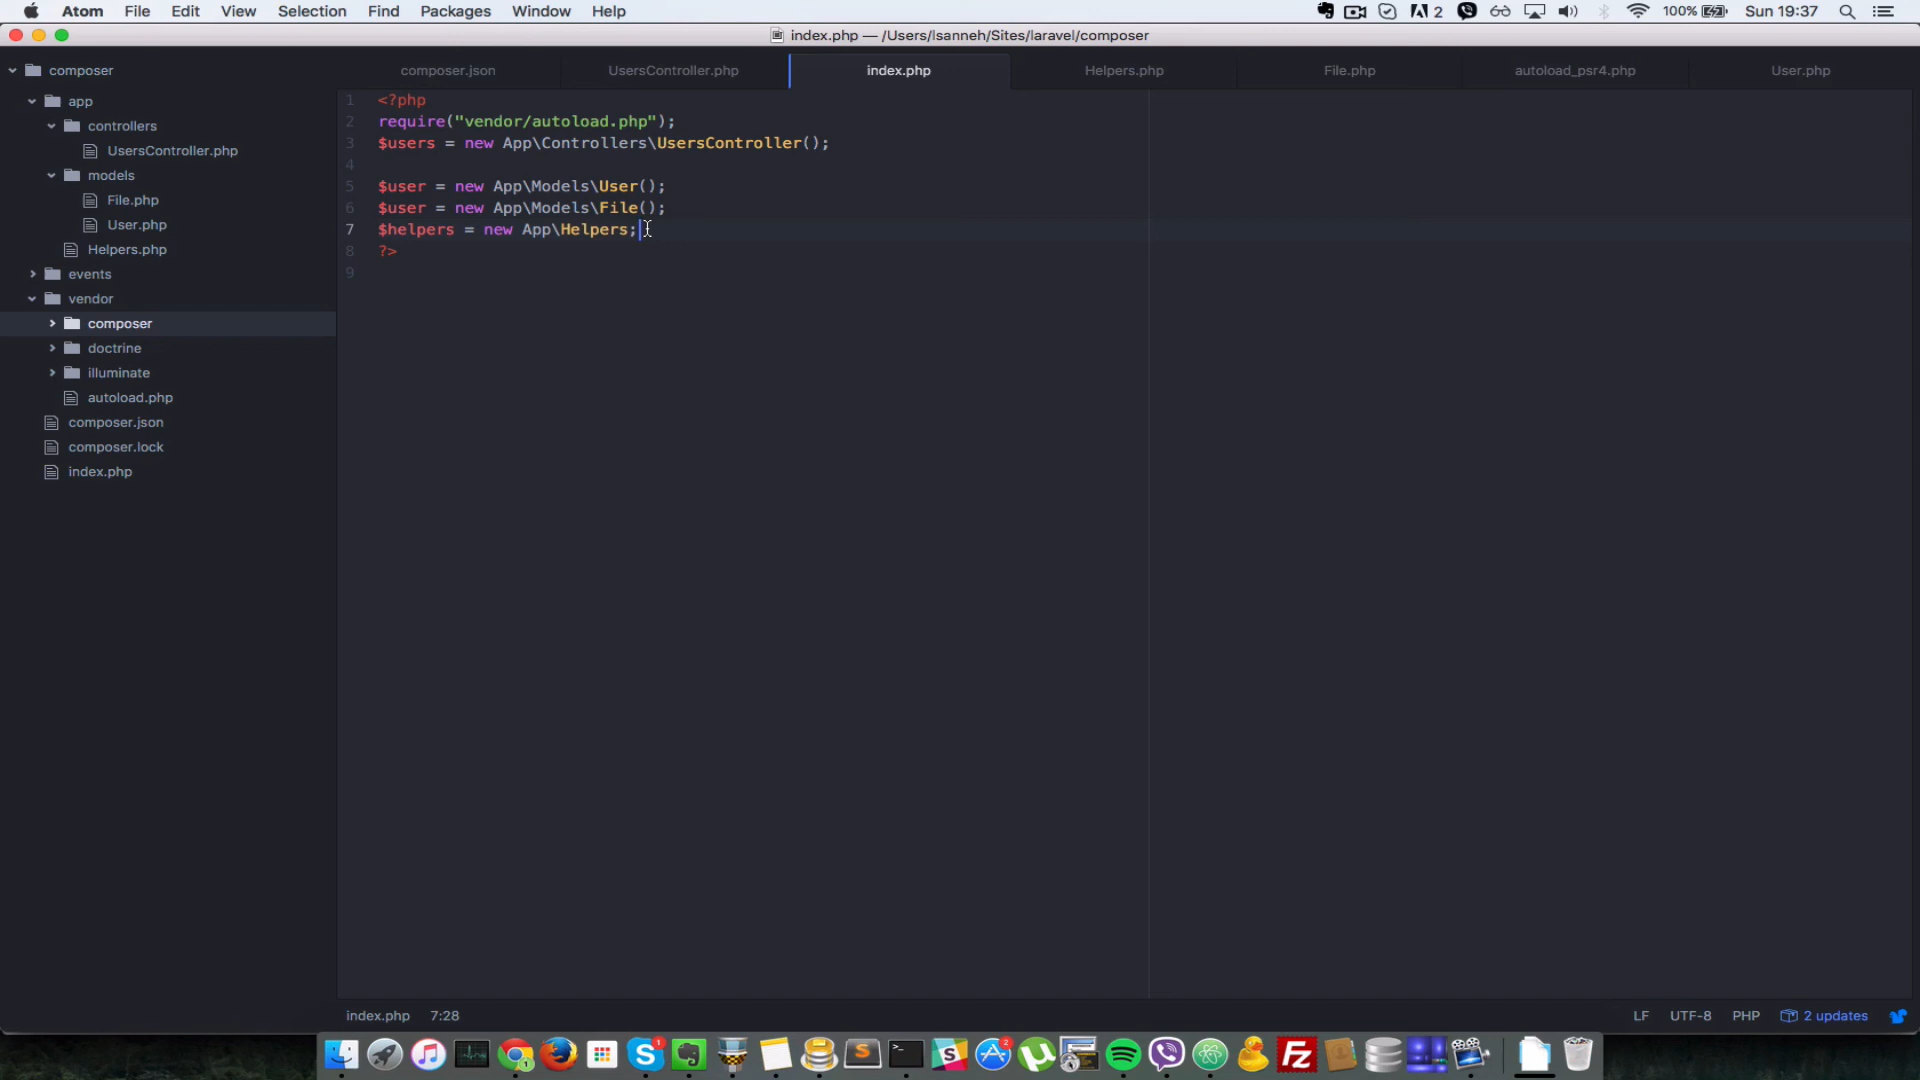 Atom File Edit View Selection Find Packages Window Help 2 100% Sun 19:37
index.php — /Users/lsanneh/Sites/laravel/composer
composer
app
controllers
UsersController.php
models
File.php
User.php
Helpers.php
events
vendor
composer
doctrine
illuminate
autoload.php
composer.json
composer.lock
index.php
composer.json UsersController.php index.php Helpers.php File.php autoload_psr4.php User.php
1 <?php
2 require("vendor/autoload.php");
3 $users = new App\Controllers\UsersController();
4
5 $user = new App\Models\User();
6 $user = new App\Models\File();
7 $helpers = new App\Helpers;
8 ?>
9
index.php 7:28 LF UTF-8 PHP 2 updates